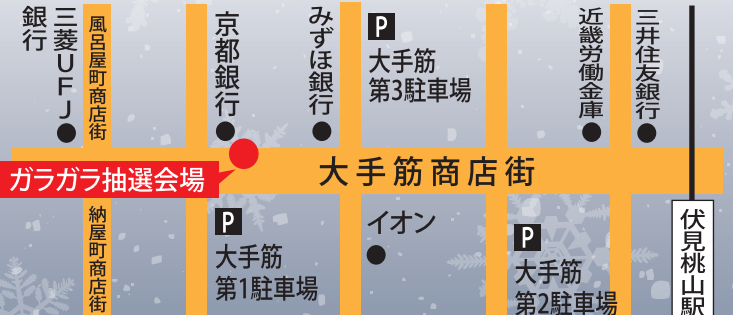 三菱UFJ
銀行
風呂屋町商店街
京都銀行
みずほ銀行
P
大手筋
第3駐車場
近畿労働金庫
三井住友銀行
ガラガラ抽選会場
大手筋商店街
納屋町商店街
P
大手筋
第1駐車場
イオン
P
大手筋
第2駐車場
伏見桃山駅